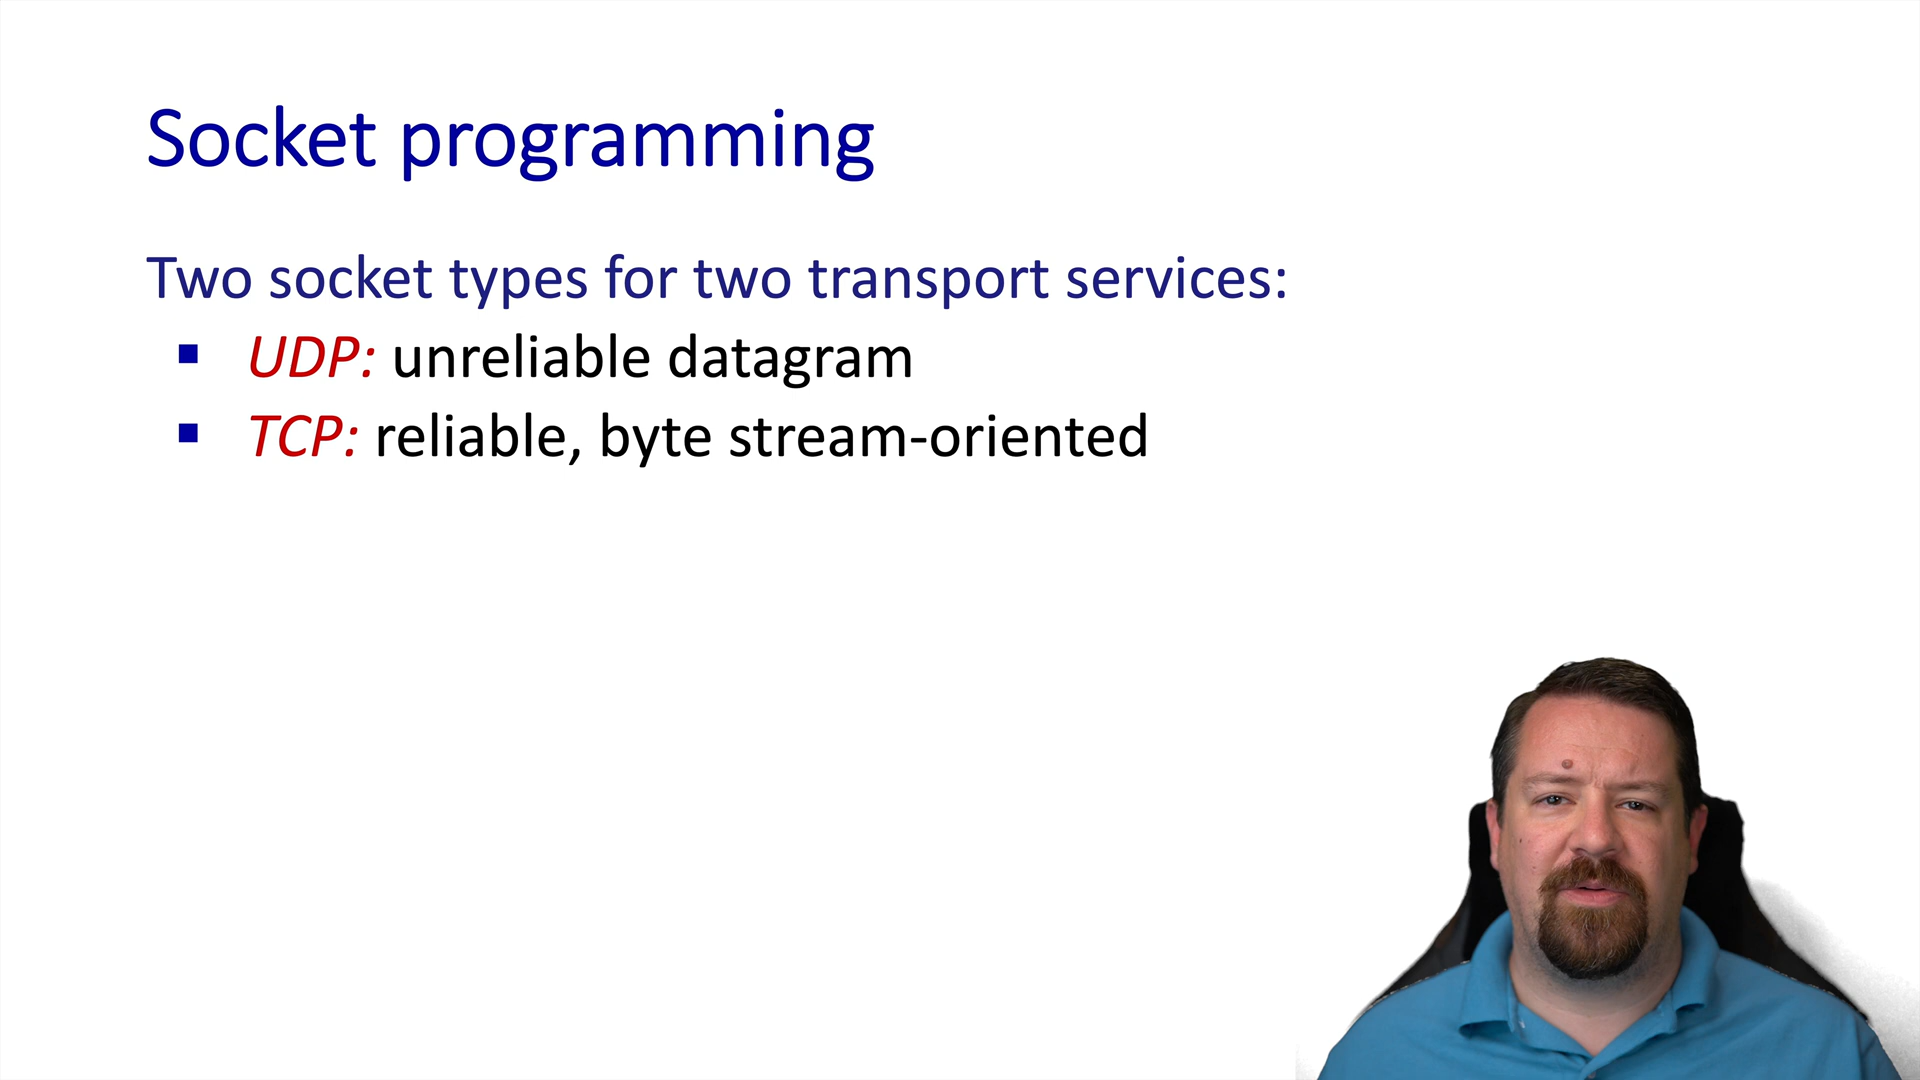 Socket programming
Two socket types for two transport services:
▪ UDP: unreliable datagram
▪ TCP: reliable, byte stream-oriented